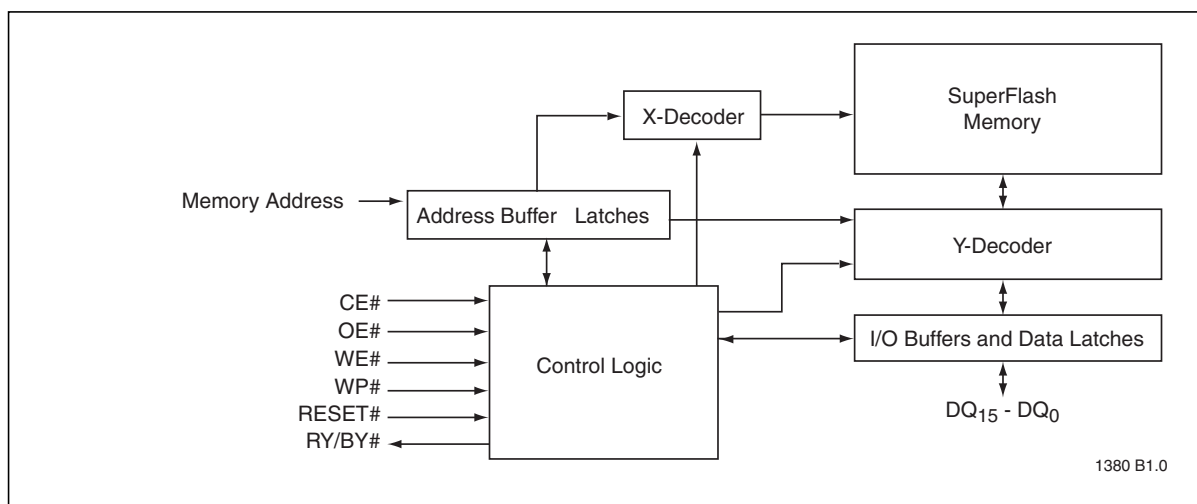 SuperFlash
Memory
X-Decoder
Memory Address
Address Buffer Latches
Y-Decoder
CE#
OE#
WE#
WP#
RESET#
RY/BY#
Control Logic
I/O Buffers and Data Latches
DQ15 - DQ0
1380 B1.0